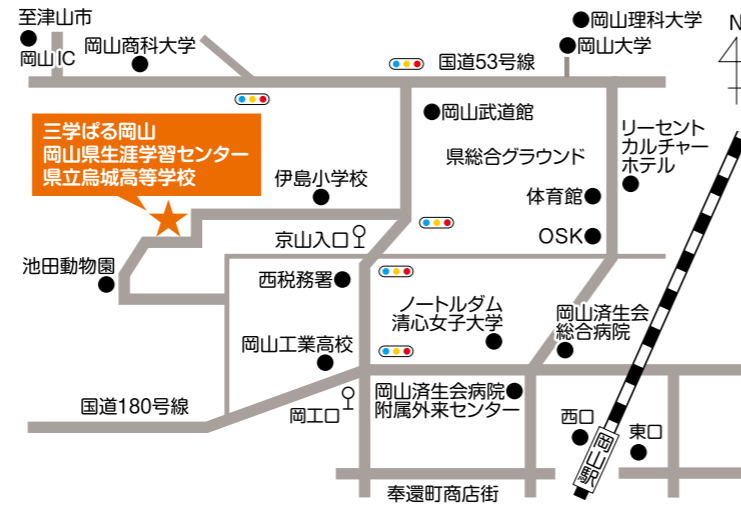 至津山市
岡山IC
岡山商科大学
岡山理科大学
岡山大学
N
国道53号線
三学ぱる岡山
岡山県生涯学習センター
県立烏城高等学校
岡山武道館
リーセント
カルチャー
ホテル
県総合グラウンド
伊島小学校
体育館
京山入口
OSK
池田動物園
西税務署
ノートルダム
清心女子大学
岡山済生会
総合病院
岡山工業高校
国道180号線
岡工口
岡山済生会病院
附属外来センター
西口
東口
岡山駅
奉還町商店街